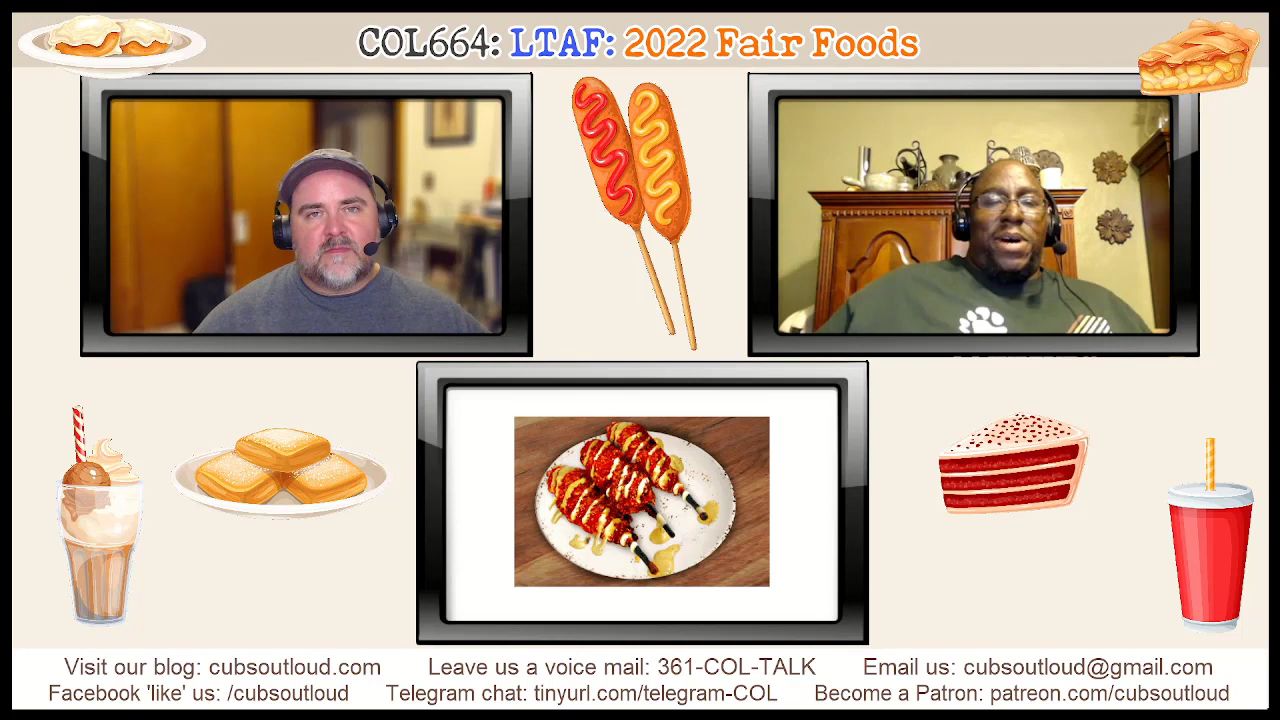 COL664: LTAF: 2022 Fair Foods
Visit our blog: cubsoutloud.com Leave us a voice mail: 361-COL-TALK Email us: cubsoutloud@gmail.com
Facebook 'like' us: /cubsoutloud Telegram chat: tinyurl.com/telegram-COL Become a Patron: patreon.com/cubsoutloud